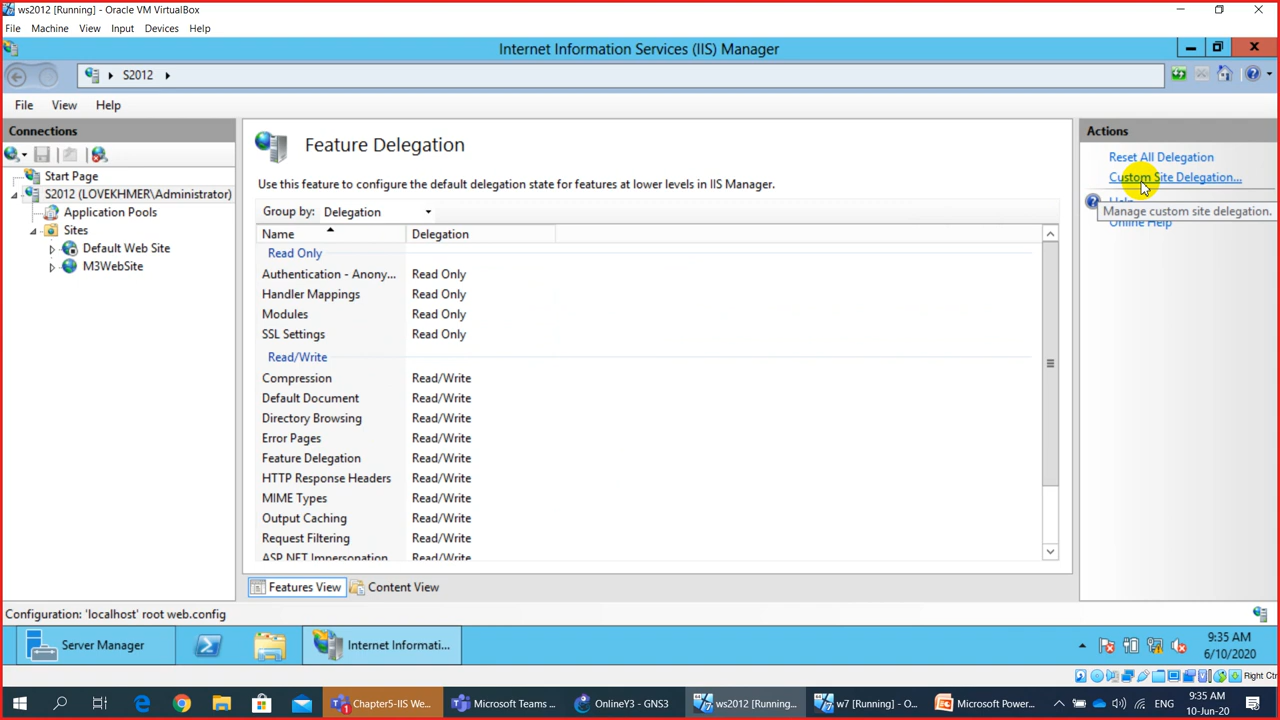 ws2012 [Running] - Oracle VM VirtualBox
File Machine View Input Devices Help
Internet Information Services (IIS) Manager
S2012
File View Help
Connections
Start Page
S2012 (LOVEKHMER\Administrator)
Application Pools
Sites
Default Web Site
M3WebSite
Feature Delegation
Use this feature to configure the default delegation state for features at lower levels in IIS Manager.
Group by: Delegation
Name Delegation
Read Only
Authentication - Anony... Read Only
Handler Mappings Read Only
Modules Read Only
SSL Settings Read Only
Read/Write
Compression Read/Write
Default Document Read/Write
Directory Browsing Read/Write
Error Pages Read/Write
Feature Delegation Read/Write
HTTP Response Headers Read/Write
MIME Types Read/Write
Output Caching Read/Write
Request Filtering Read/Write
ASP.NET Impersonation Read/Write
Features View Content View
Actions
Reset All Delegation
Custom Site Delegation...
Help
Manage custom site delegation.
Online Help
Configuration: 'localhost' root web.config
Server Manager
Internet Informati...
9:35 AM
6/10/2020
Right Ctrl
Chapter5-IIS We...
Microsoft Teams ...
OnlineY3 - GNS3
ws2012 [Running...
w7 [Running] - O...
Microsoft Power...
ENG
9:35 AM
10-Jun-20